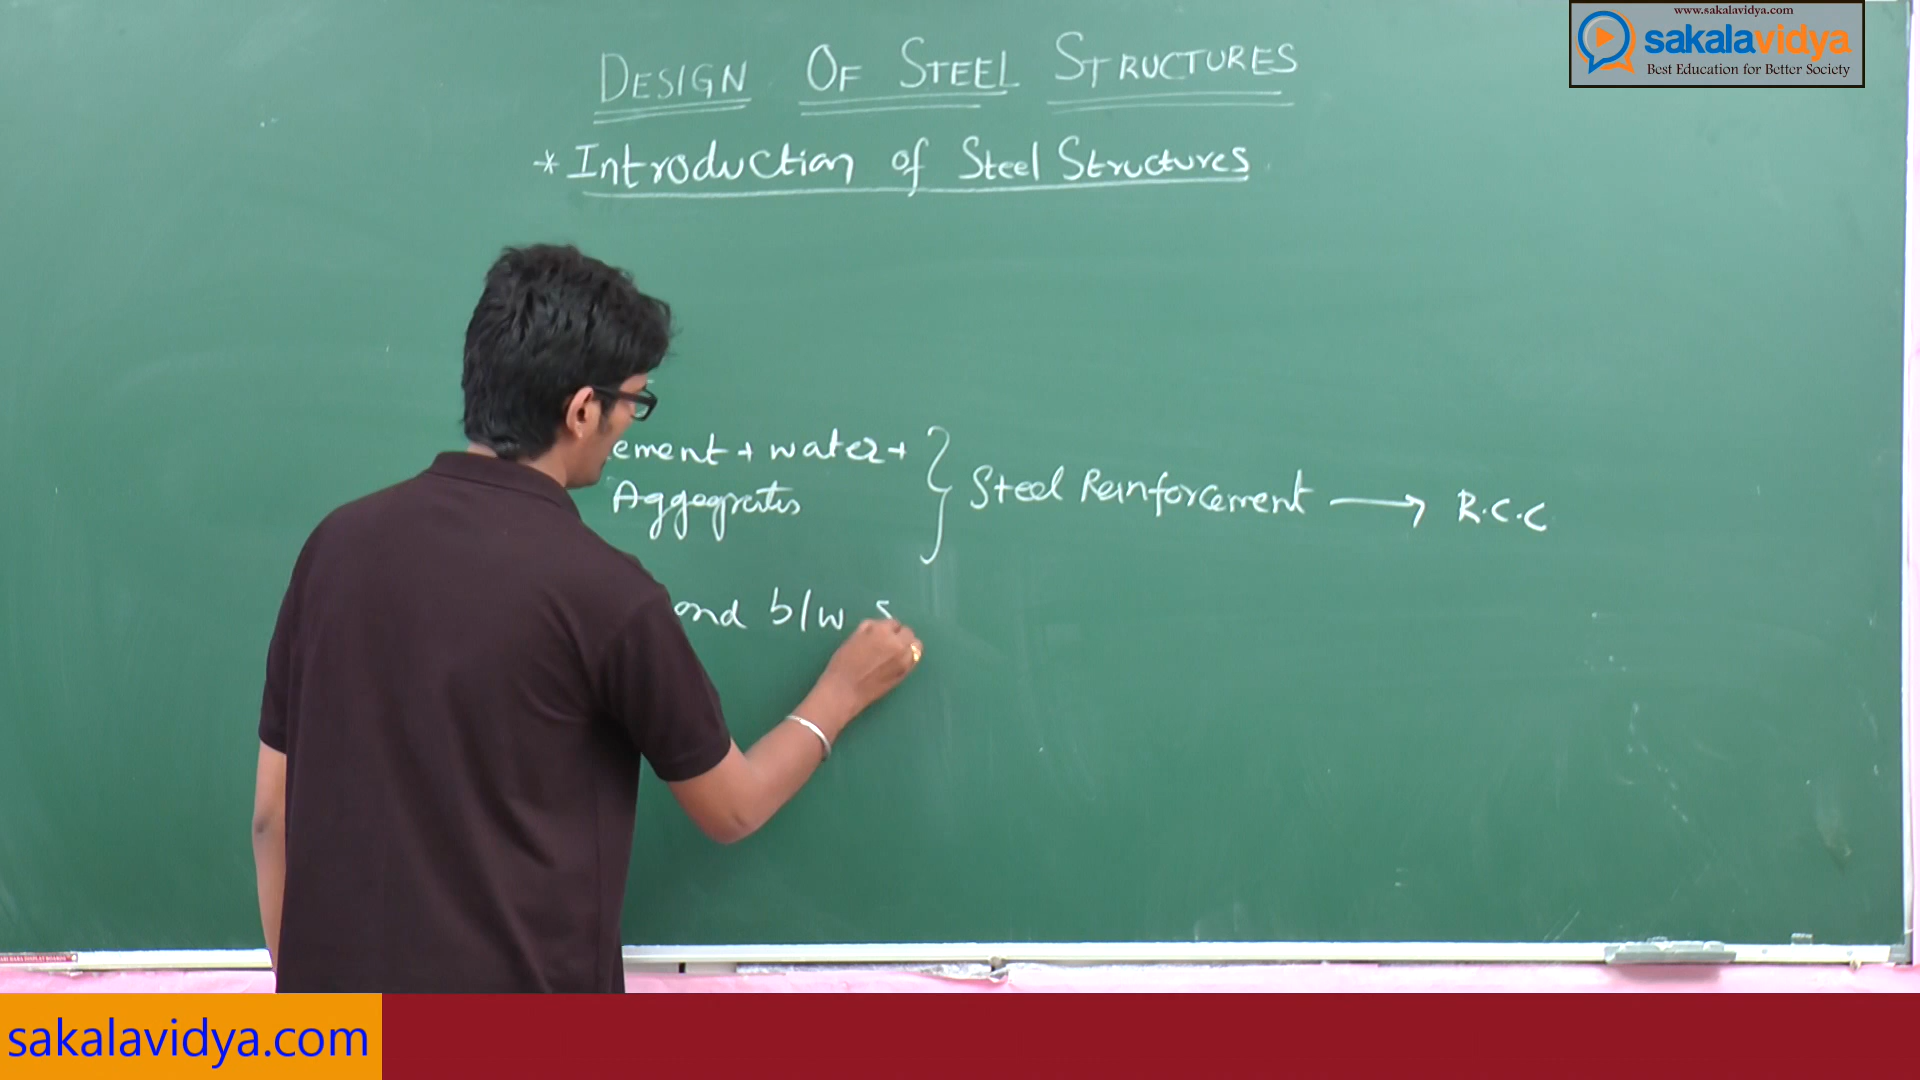 www.sakalavidya.com
sakalavidya
Best Education for Better Society
DESIGN OF STEEL STRUCTURES
* Introduction of Steel Structures
ement + water +
Aggegrates
} Steel Reinforcement → R.C.C
ond b/w S
sakalavidya.com